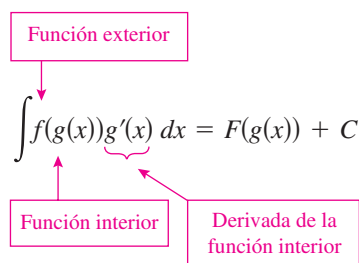 Función exterior
∫f(g(x))g′(x) dx = F(g(x)) + C
Función interior
Derivada de la
función interior